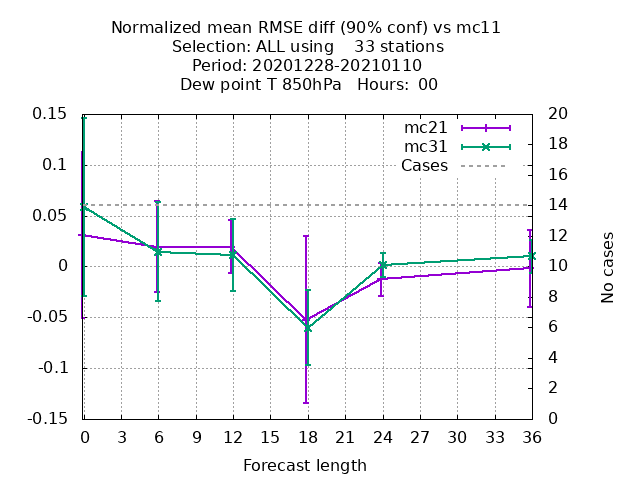 Normalized mean RMSE diff (90% conf) vs mc11
Selection: ALL using    33 stations
Period: 20201228-20210110
Dew point T 850hPa   Hours:  00
mc21
mc31
Cases
0.15
0.1
0.05
0
-0.05
-0.1
-0.15
20
18
16
14
12
10
8
6
4
2
0
No cases
0 3 6 9 12 15 18 21 24 27 30 33 36
Forecast length